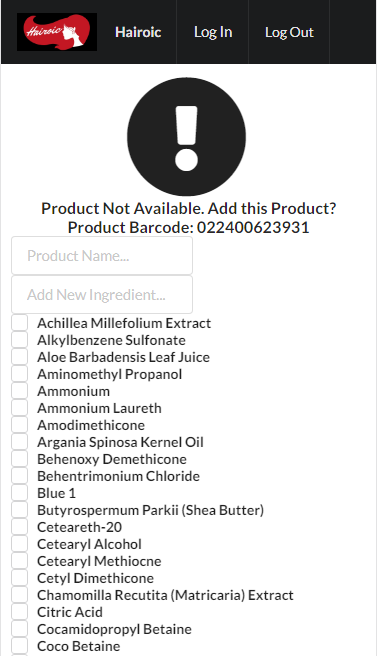 Hairoic
Hairoic
Log In
Log Out
Product Not Available. Add this Product?
Product Barcode: 022400623931
Product Name...
Add New Ingredient...
Achillea Millefolium Extract
Alkylbenzene Sulfonate
Aloe Barbadensis Leaf Juice
Aminomethyl Propanol
Ammonium
Ammonium Laureth
Amodimethicone
Argania Spinosa Kernel Oil
Behenoxy Demethicone
Behentrimonium Chloride
Blue 1
Butyrospermum Parkii (Shea Butter)
Ceteareth-20
Cetearyl Alcohol
Cetearyl Methiocne
Cetyl Dimethicone
Chamomilla Recutita (Matricaria) Extract
Citric Acid
Cocamidopropyl Betaine
Coco Betaine